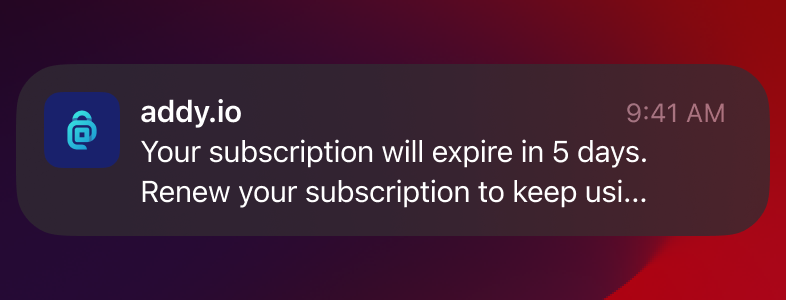 addy.io 9:41 AM
Your subscription will expire in 5 days.
Renew your subscription to keep usi...